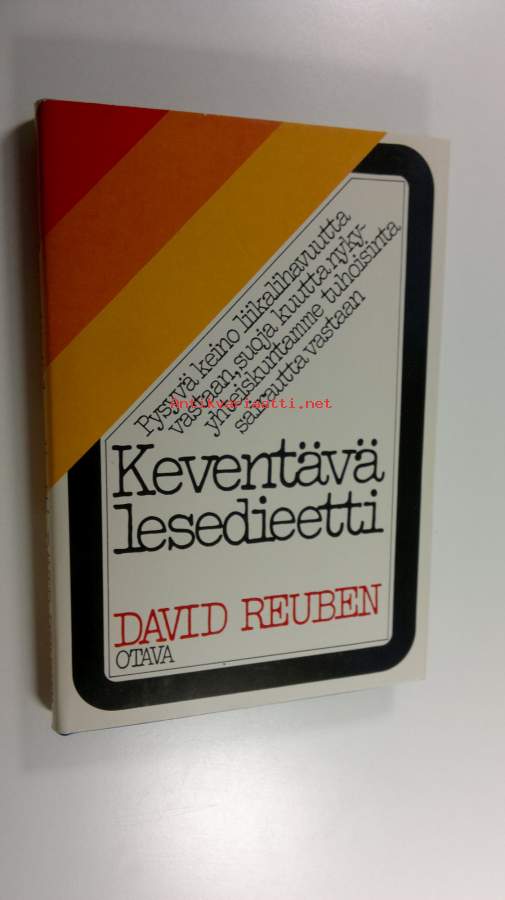 Pysyvä keino liikalihavuutta
vastaan, suoja kuutta nyky-
yhteiskuntamme tuhoisinta
sairautta vastaan
Antikvariaatti.net
Keventävä
lesedieetti
DAVID REUBEN
OTAVA